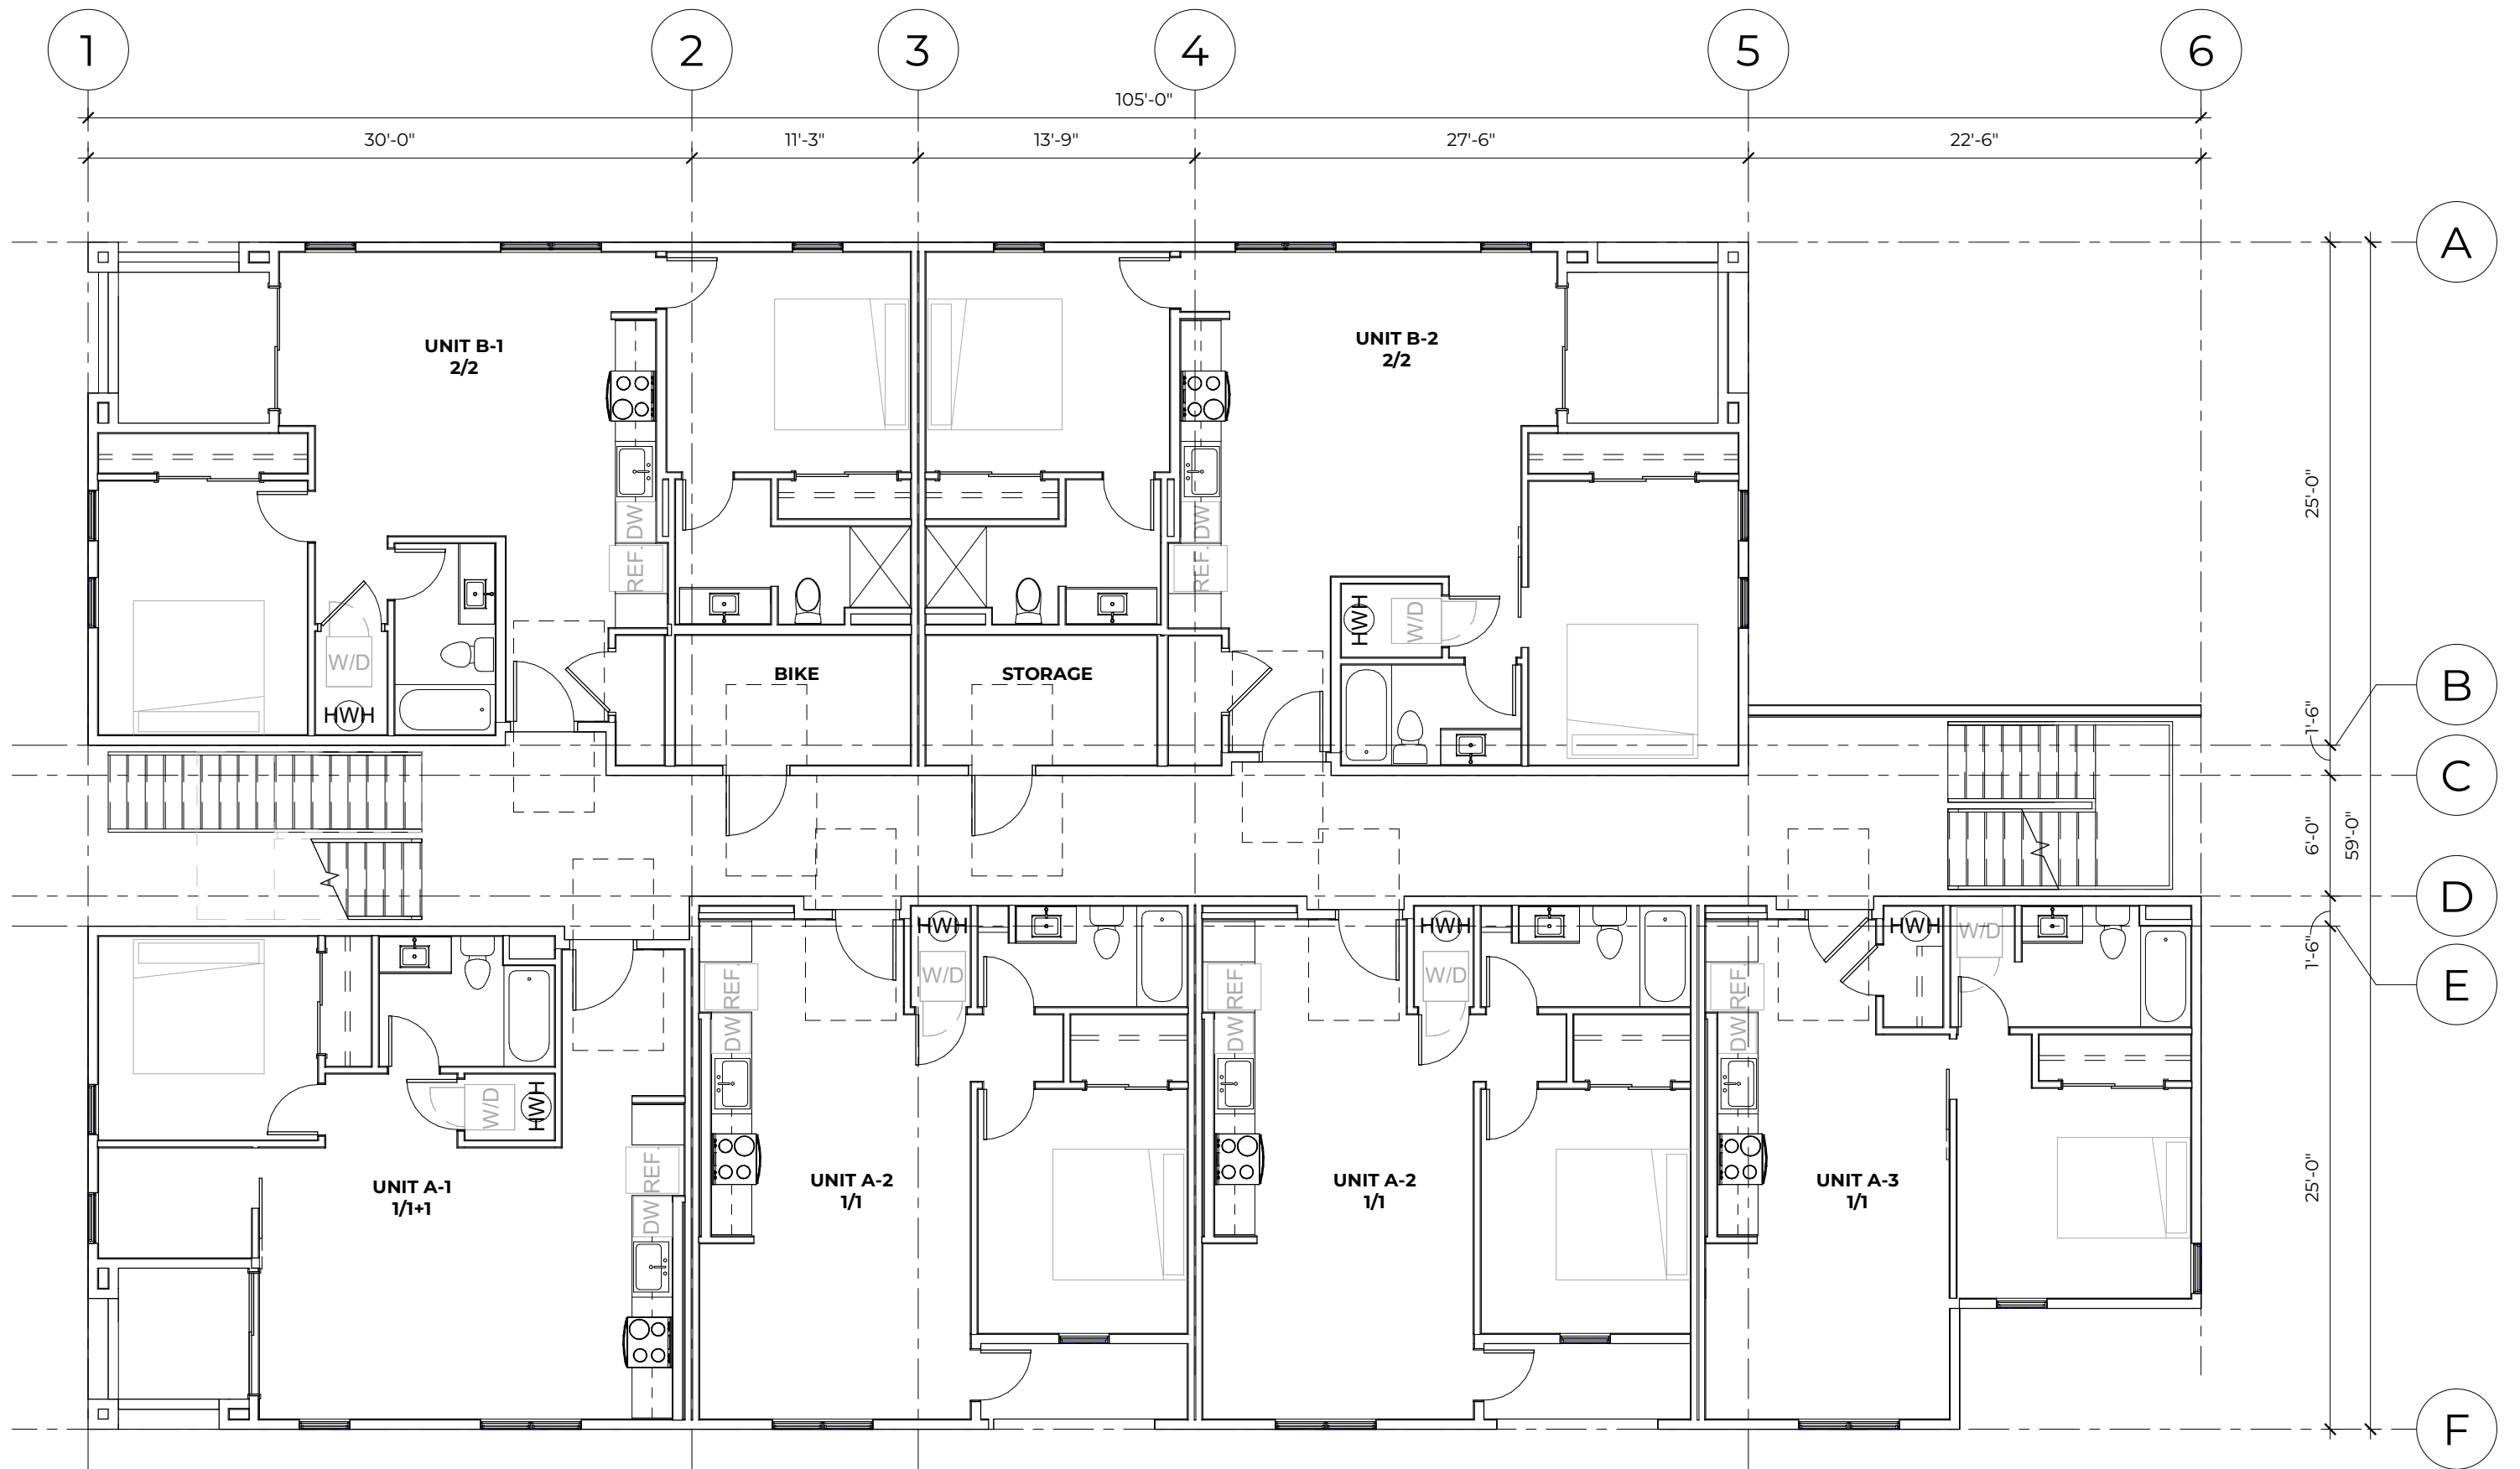 1
2
3
4
5
6
105'-0"
30'-0"
11'-3"
13'-9"
27'-6"
22'-6"
A
UNIT B-1
2/2
UNIT B-2
2/2
DW
REF.
DW
REF.
25'-0"
W/D
HWH
HWH
W/D
BIKE
STORAGE
B
1'-6"
C
6'-0"
59'-0"
D
HWH
HWH
HWH
W/D
1'-6"
E
REF.
W/D
REF.
W/D
REF.
DW
DW
DW
W/D
HWH
REF.
DW
UNIT A-1
1/1+1
UNIT A-2
1/1
UNIT A-2
1/1
UNIT A-3
1/1
25'-0"
F